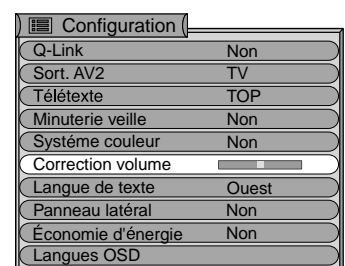 Configuration
Q-Link Non
Sort. AV2 TV
Télétexte TOP
Minuterie veille Non
Systéme couleur Non
Correction volume
Langue de texte Ouest
Panneau latéral Non
Économie d'énergie Non
Langues OSD